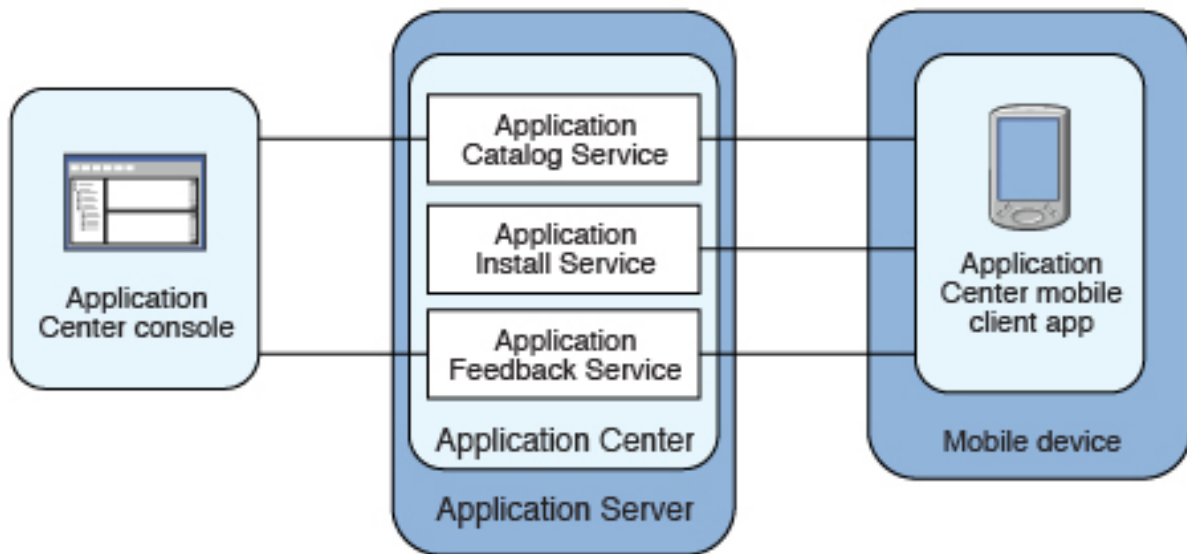 Application
Center console
Application
Catalog Service
Application
Install Service
Application
Feedback Service
Application Center
Application Server
Application
Center mobile
client app
Mobile device